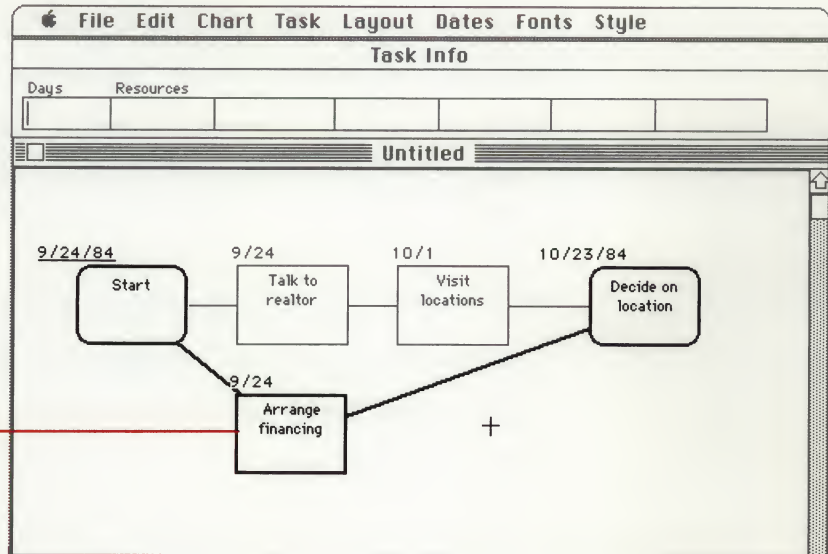 File Edit Chart Task Layout Dates Fonts Style
Task Info
Days Resources
Untitled
9/24/84 9/24 10/1 10/23/84
Start Talk to Visit Decide on
realtor locations location
9/24
Arrange
financing